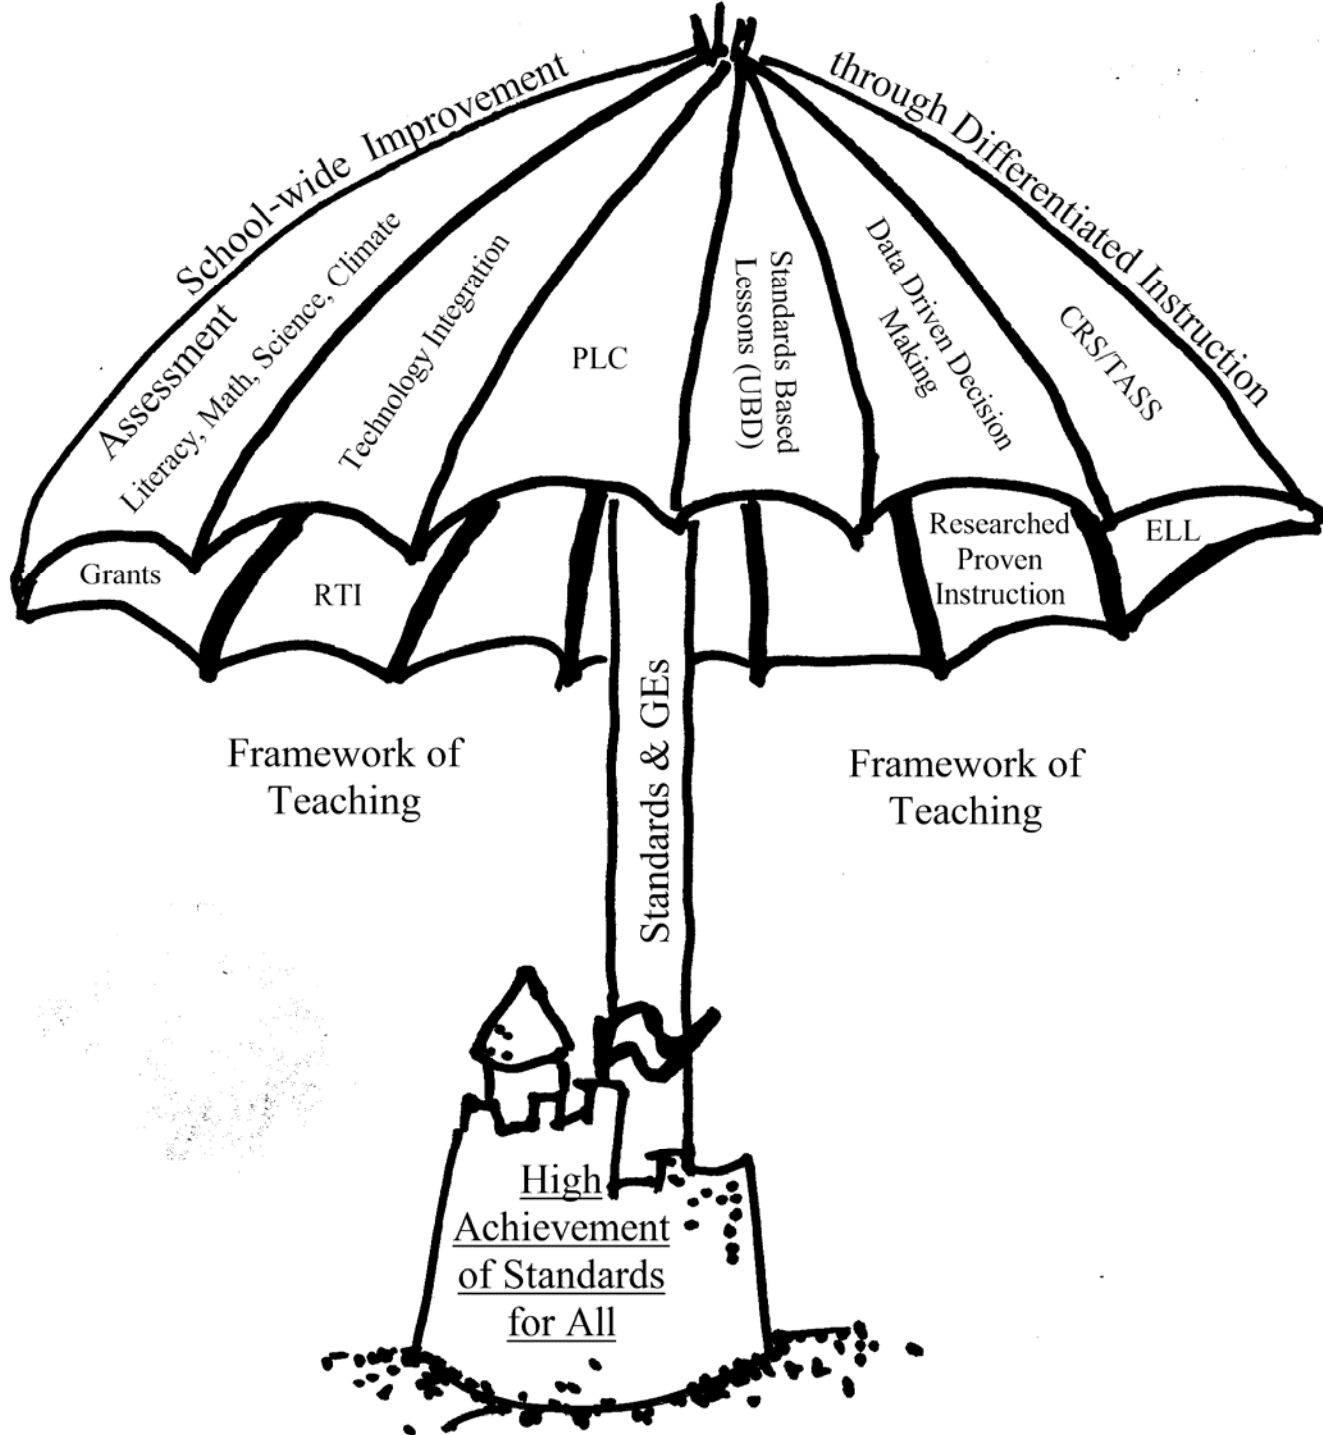 School-wide Improvement
through Differentiated Instruction
Assessment
Literacy, Math, Science, Climate
Technology Integration
PLC
Standards Based
Lessons (UBD)
Data Driven Decision
Making
CRS/TASS
Grants
RTI
Researched
Proven
Instruction
ELL
Standards & GEs
Framework of
Teaching
Framework of
Teaching
High
Achievement
of Standards
for All